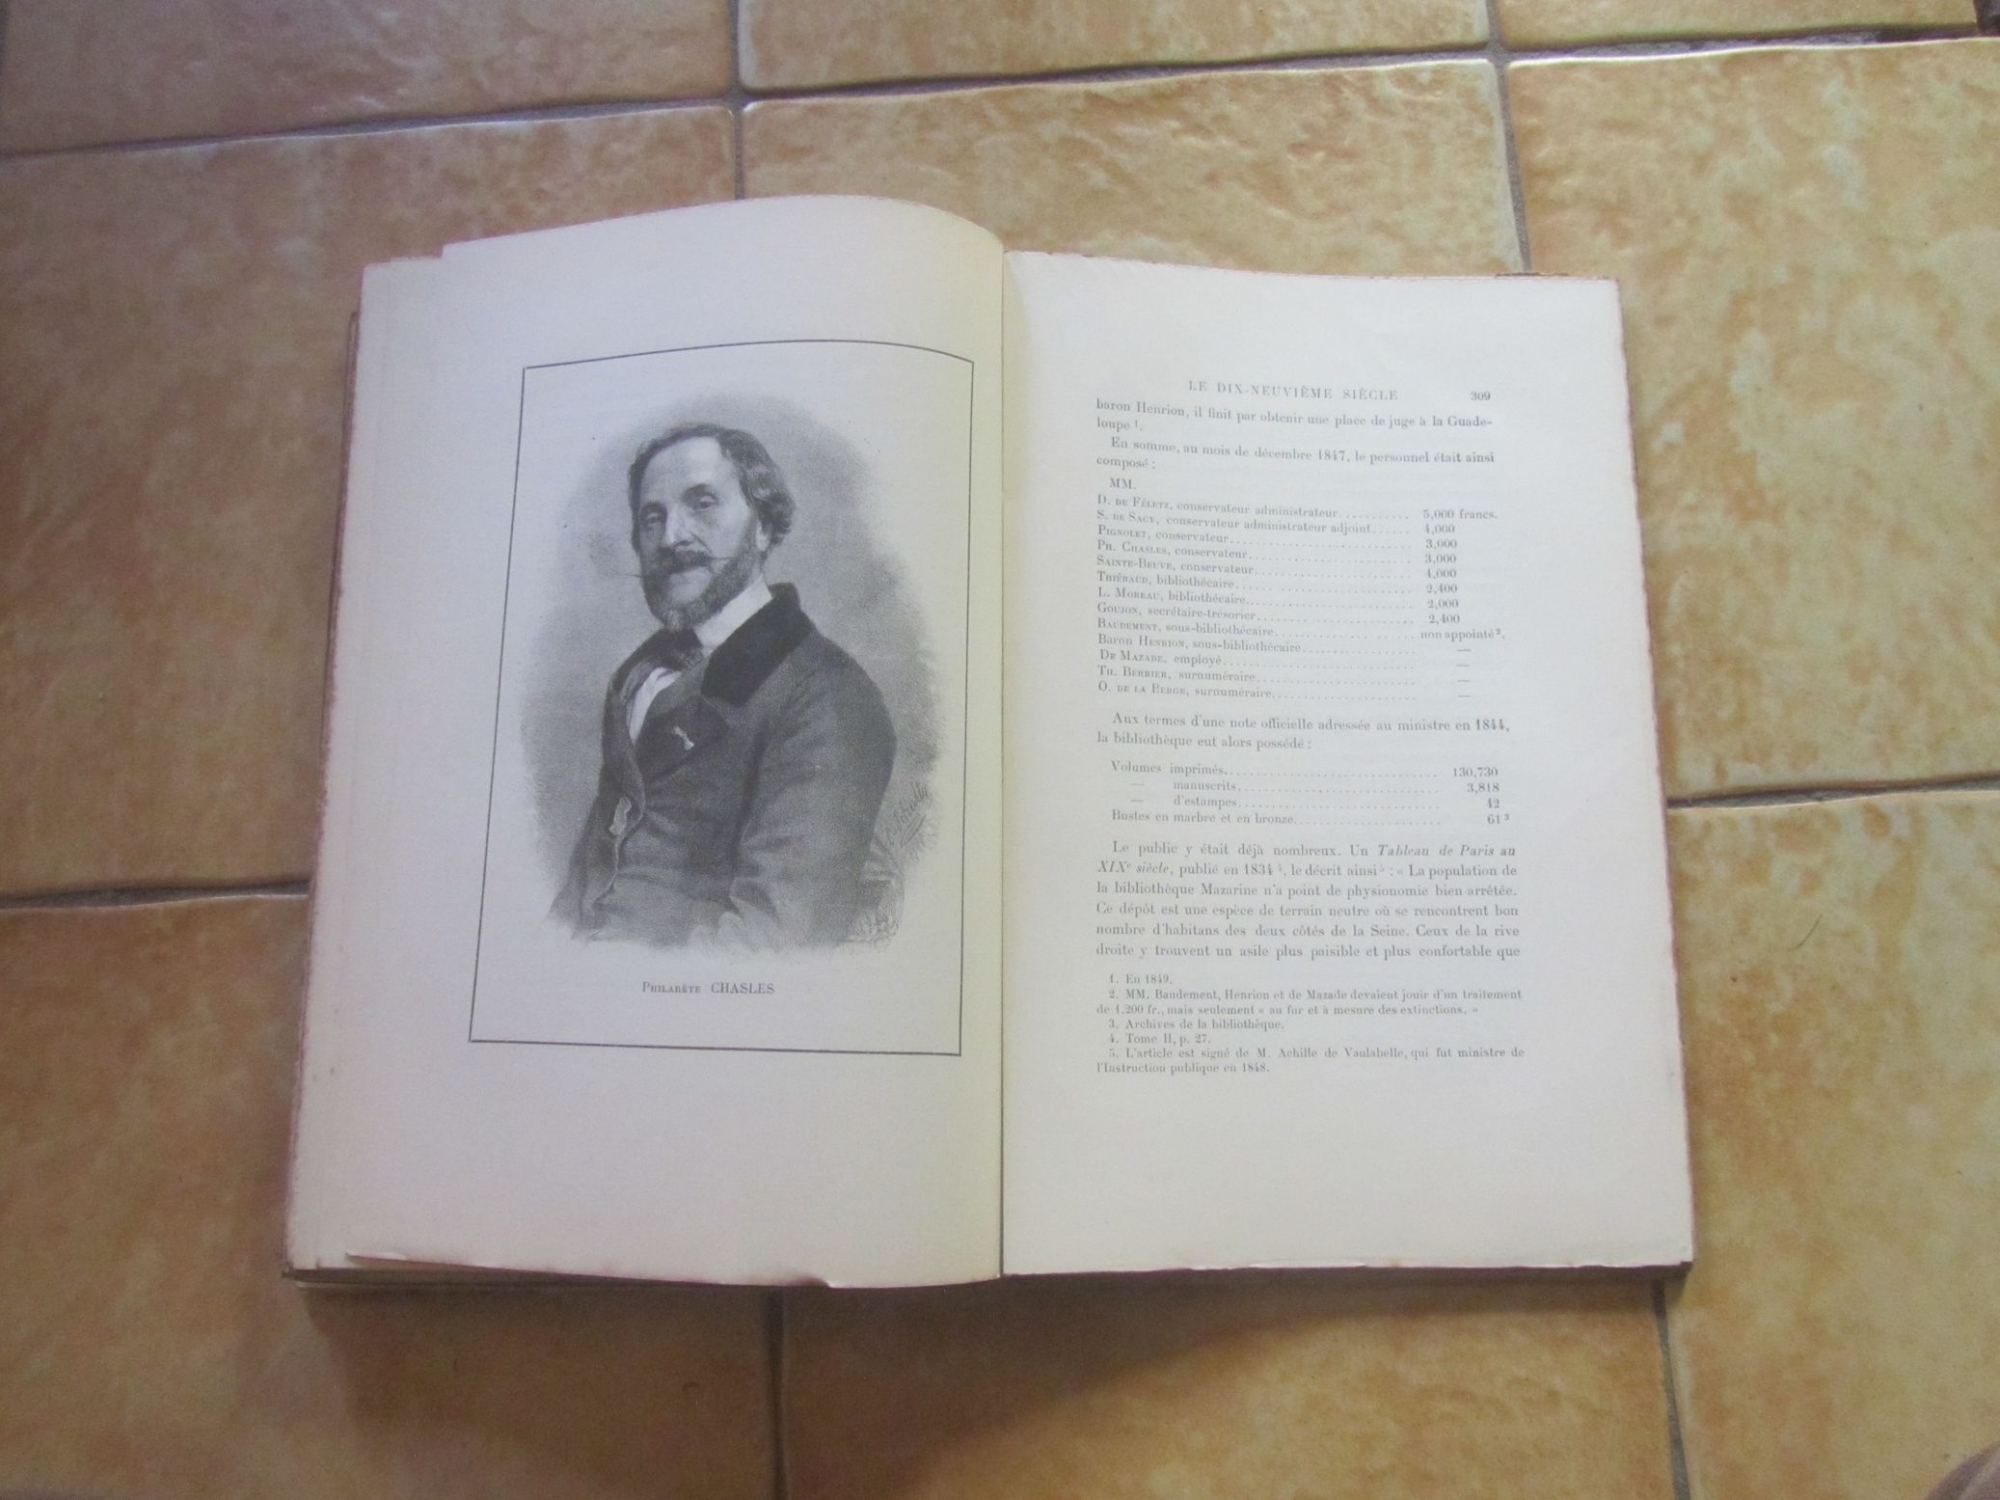 Philarète CHASLES
LE DIX-NEUVIÈME SIÈCLE 309
baron Henrion, il finit par obtenir une place de juge à la Guade-
loupe 1.
En somme, au mois de décembre 1847, le personnel était ainsi
composé :
MM.
D. de Féletz, conservateur administrateur.......... 5,000 francs.
S. de Sacy, conservateur administrateur adjoint...... 4,000
Pignolet, conservateur.......................... 3,000
Ph. Chasles, conservateur........................ 3,000
Sainte-Beuve, conservateur....................... 4,000
Thiébaud, bibliothécaire......................... 2,400
L. Moreau, bibliothécaire........................ 2,000
Goujon, secrétaire-trésorier...................... 2,400
Baudement, sous-bibliothécaire.................... non appointé 2.
Baron Henrion, sous-bibliothécaire................ —
De Mazade, employé............................ —
Th. Berrier, surnuméraire........................ —
O. de la Berge, surnuméraire..................... —
Aux termes d'une note officielle adressée au ministre en 1844,
la bibliothèque eut alors possédé :
Volumes imprimés............................ 130,730
— manuscrits............................ 3,818
— d'estampes............................ 42
Bustes en marbre et en bronze.................... 61 3
Le public y était déjà nombreux. Un Tableau de Paris au
XIXe siècle, publié en 1834 4, le décrit ainsi 5 : « La population de
la bibliothèque Mazarine n'a point de physionomie bien arrêtée.
Ce dépôt est une espèce de terrain neutre où se rencontrent bon
nombre d'habitans des deux côtés de la Seine. Ceux de la rive
droite y trouvent un asile plus paisible et plus confortable que
1. En 1849.
2. MM. Baudement, Henrion et de Mazade devaient jouir d'un traitement
de 1.200 fr., mais seulement « au fur et à mesure des extinctions. »
3. Archives de la bibliothèque.
4. Tome II, p. 27.
5. L'article est signé de M. Achille de Vaulabelle, qui fut ministre de
l'Instruction publique en 1848.